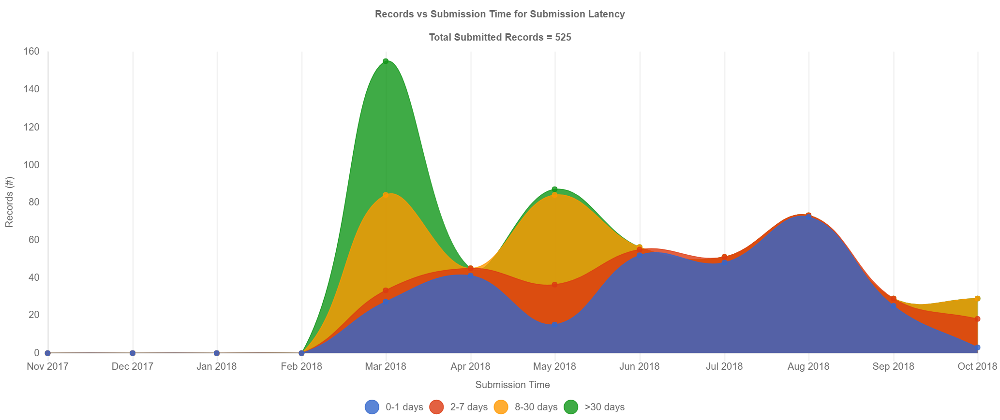 Records vs Submission Time for Submission Latency
Total Submitted Records = 525
160
140
120
100
80
60
40
20
0
Records (#)
Nov 2017 Dec 2017 Jan 2018 Feb 2018 Mar 2018 Apr 2018 May 2018 Jun 2018 Jul 2018 Aug 2018 Sep 2018 Oct 2018
Submission Time
0-1 days 2-7 days 8-30 days >30 days